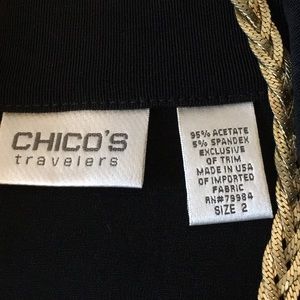 CHICO'S
travelers
95% ACETATE
5% SPANDEX
EXCLUSIVE
OF TRIM
MADE IN USA
OF IMPORTED
FABRIC
RN#79984
SIZE 2